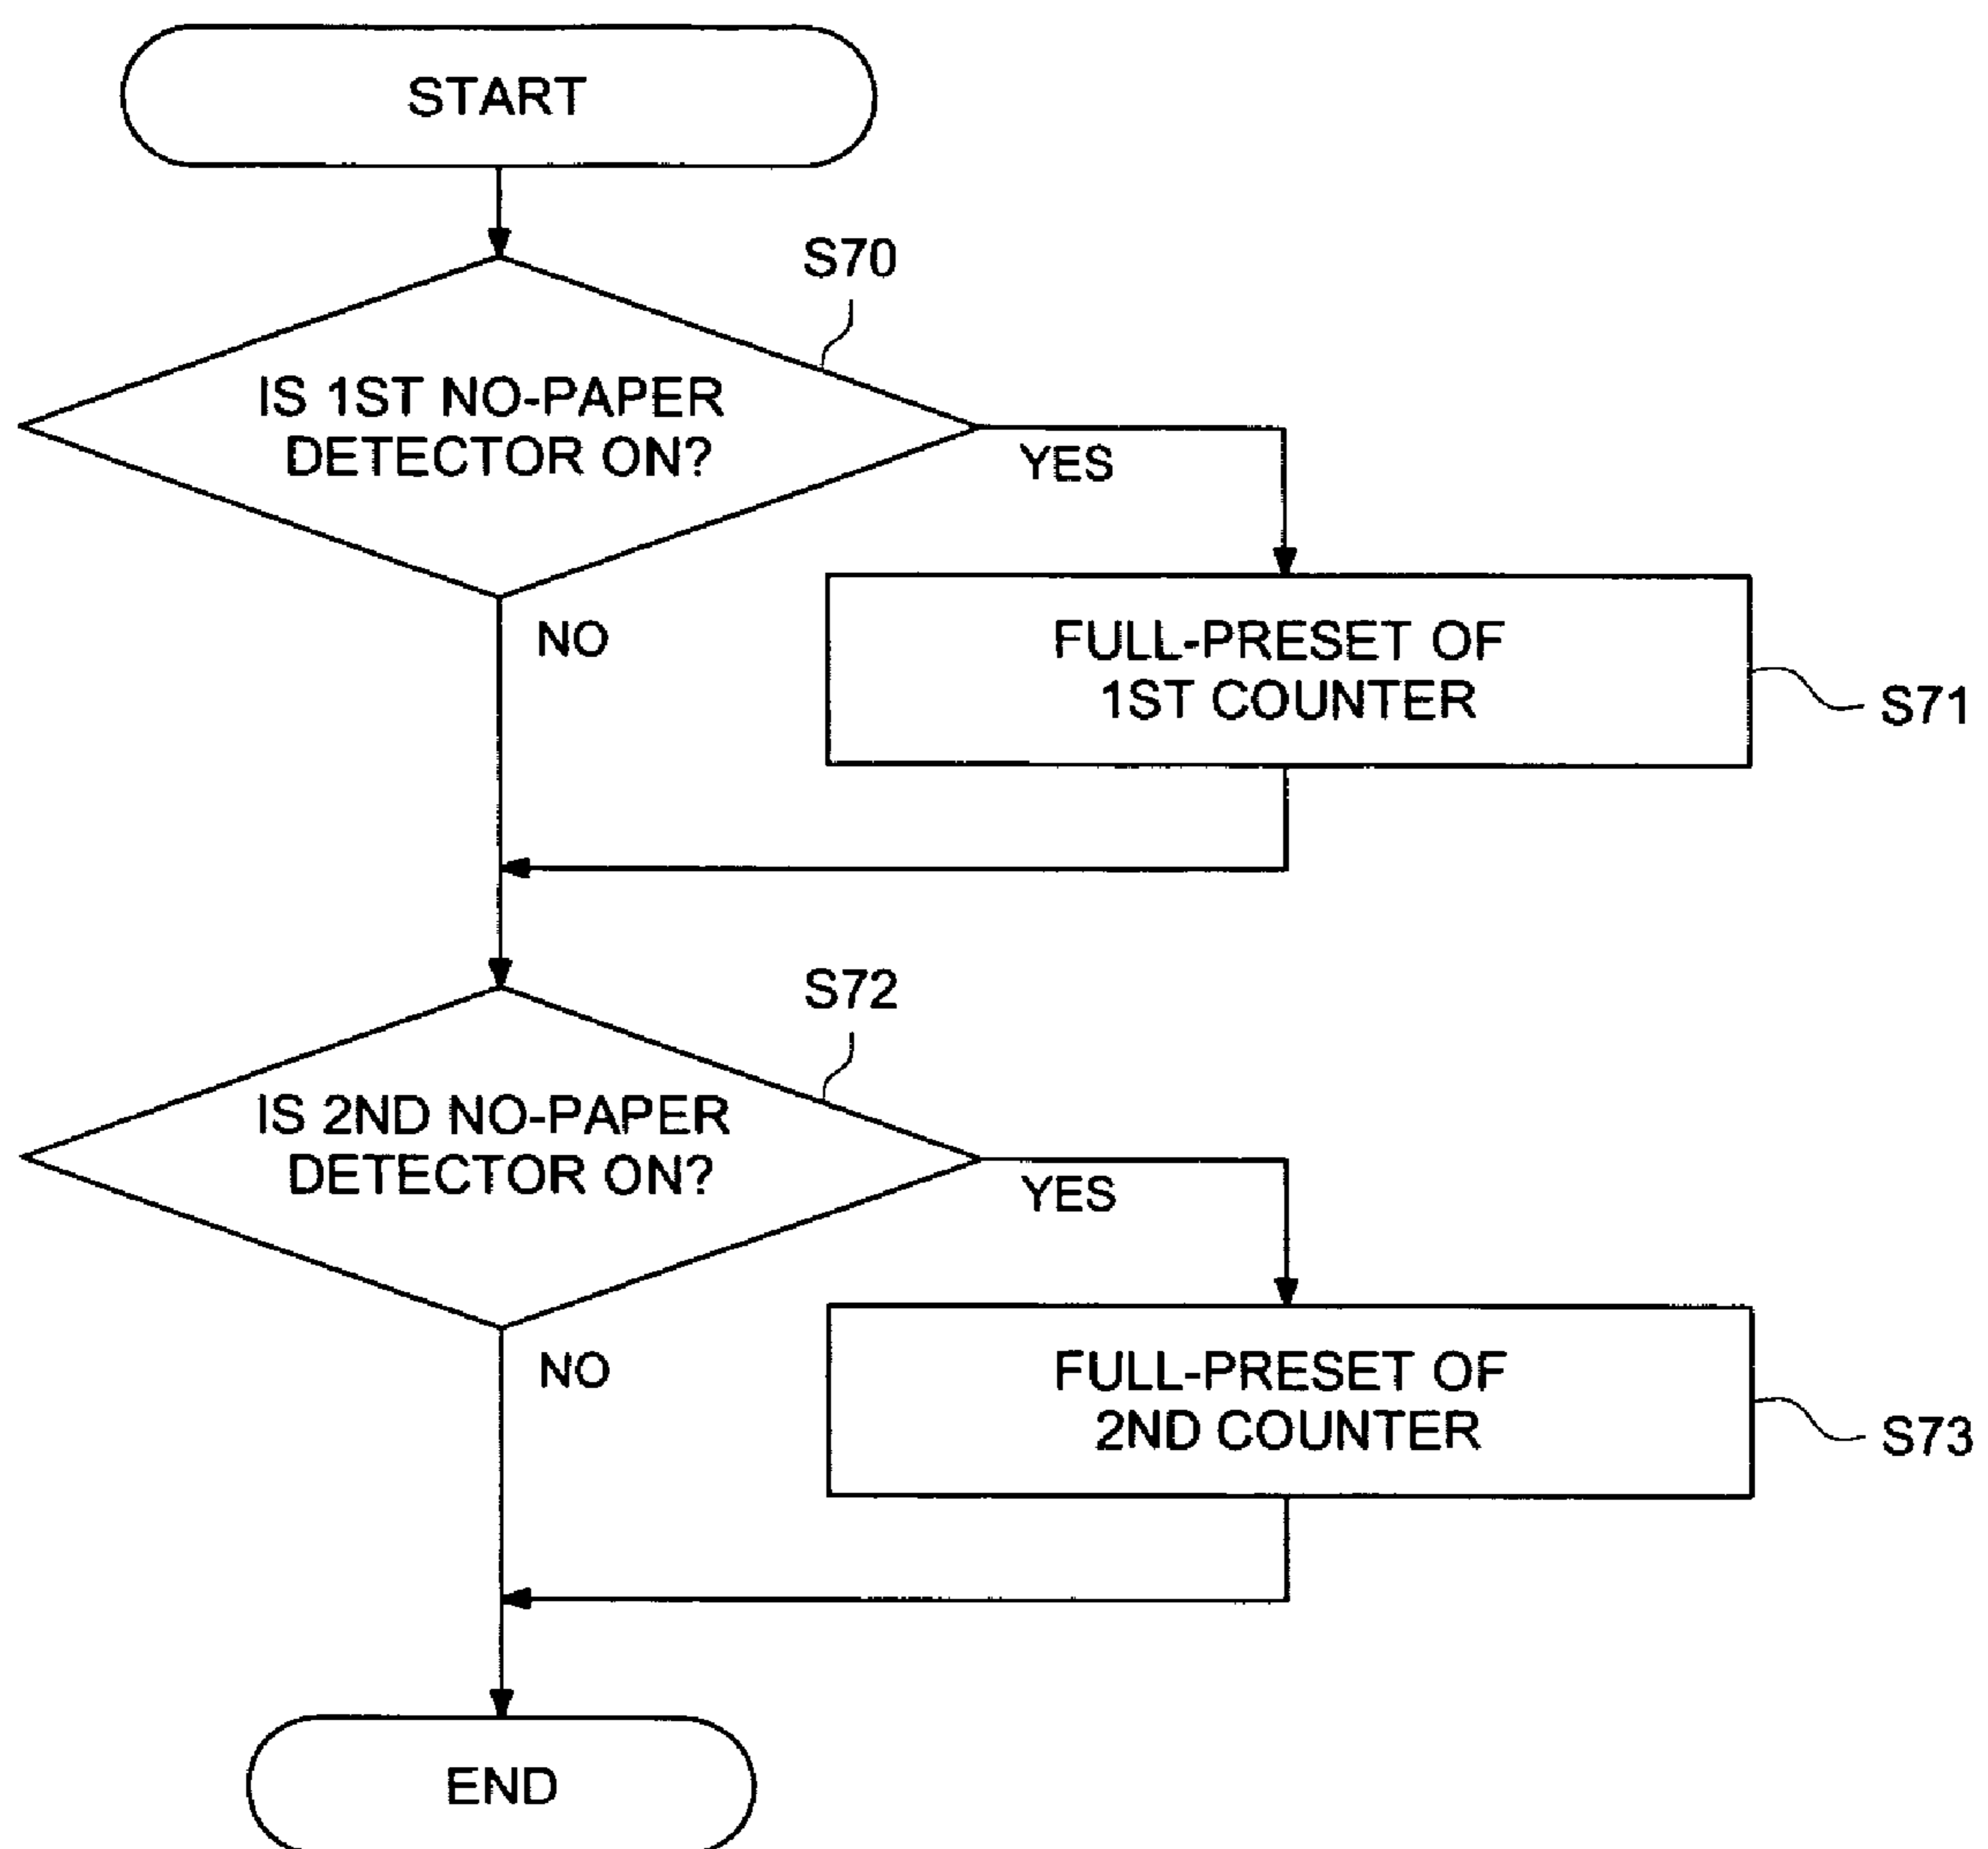 START
S70
IS 1ST NO-PAPER
DETECTOR ON?
YES
NO
FULL-PRESET OF
1ST COUNTER
S71
S72
IS 2ND NO-PAPER
DETECTOR ON?
YES
NO
FULL-PRESET OF
2ND COUNTER
S73
END